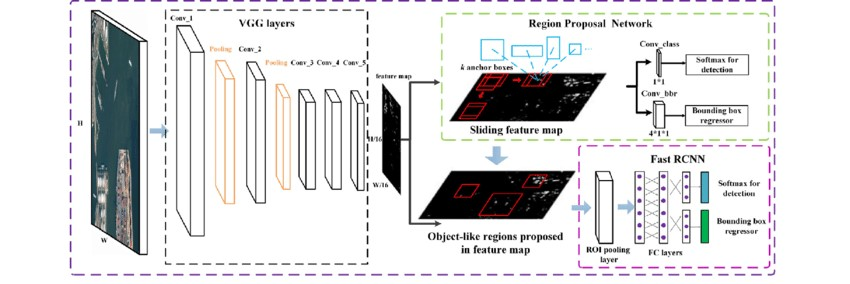 VGG layers
Conv_1
Pooling
Conv_2
Pooling
Conv_3
Conv_4
Conv_5
H
W
feature map
H/16
W/16
Region Proposal Network
k anchor boxes
...
Sliding feature map
Conv_class
1*1
Softmax for
detection
Conv_bbr
4*1*1
Bounding box
regressor
Object-like regions proposed
in feature map
Fast RCNN
ROI pooling
layer
FC layers
Softmax for
detection
Bounding box
regressor